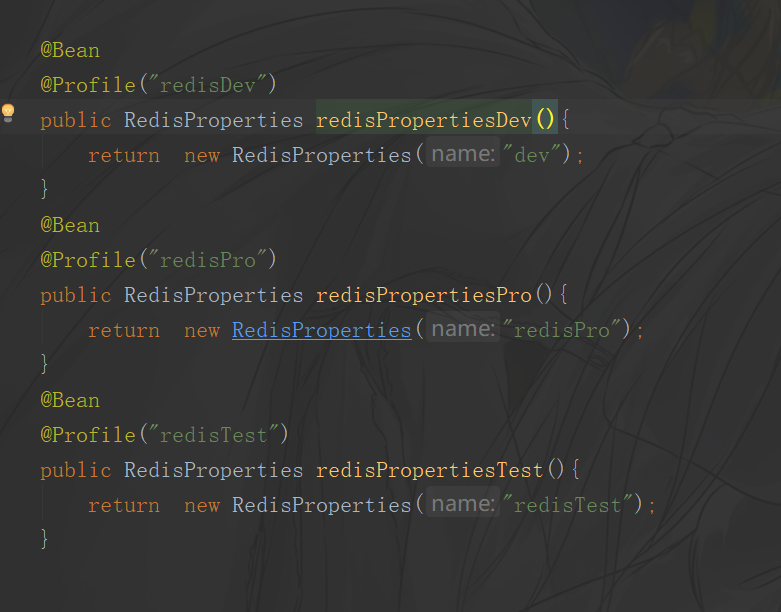 @Bean
@Profile("redisDev")
public RedisProperties redisPropertiesDev(){
return  new RedisProperties( name: "dev");
}
@Bean
@Profile("redisPro")
public RedisProperties redisPropertiesPro(){
return  new RedisProperties( name: "redisPro");
}
@Bean
@Profile("redisTest")
public RedisProperties redisPropertiesTest(){
return  new RedisProperties( name: "redisTest");
}